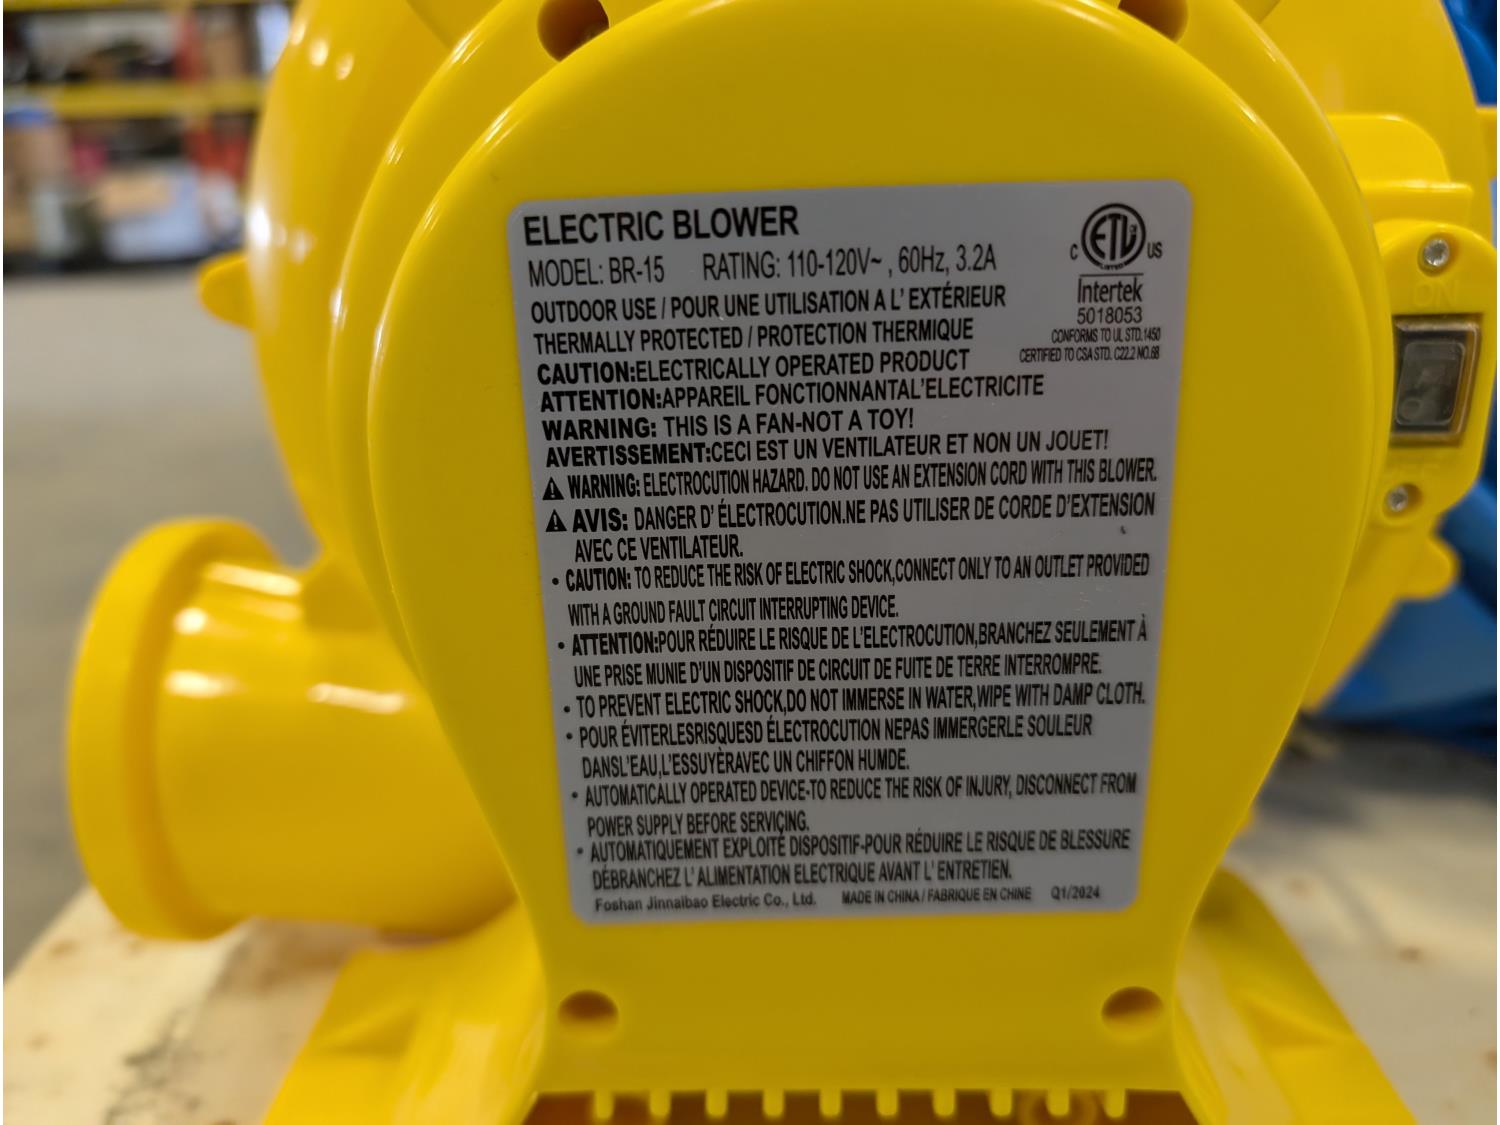 ELECTRIC BLOWER
MODEL: BR-15 RATING: 110-120V~ , 60Hz, 3.2A
C ETL US
LISTED
Intertek
5018053
CONFORMS TO UL STD.1450
CERTIFIED TO CSA STD. C22.2 NO.68
OUTDOOR USE / POUR UNE UTILISATION A L' EXTÉRIEUR
THERMALLY PROTECTED / PROTECTION THERMIQUE
CAUTION:ELECTRICALLY OPERATED PRODUCT
ATTENTION:APPAREIL FONCTIONNANTAL'ELECTRICITE
WARNING: THIS IS A FAN-NOT A TOY!
AVERTISSEMENT:CECI EST UN VENTILATEUR ET NON UN JOUET!
⚠ WARNING: ELECTROCUTION HAZARD. DO NOT USE AN EXTENSION CORD WITH THIS BLOWER.
⚠ AVIS: DANGER D' ÉLECTROCUTION.NE PAS UTILISER DE CORDE D'EXTENSION
AVEC CE VENTILATEUR.
• CAUTION: TO REDUCE THE RISK OF ELECTRIC SHOCK,CONNECT ONLY TO AN OUTLET PROVIDED
WITH A GROUND FAULT CIRCUIT INTERRUPTING DEVICE.
• ATTENTION:POUR RÉDUIRE LE RISQUE DE L'ELECTROCUTION,BRANCHEZ SEULEMENT À
UNE PRISE MUNIE D'UN DISPOSITIF DE CIRCUIT DE FUITE DE TERRE INTERROMPRE.
• TO PREVENT ELECTRIC SHOCK,DO NOT IMMERSE IN WATER,WIPE WITH DAMP CLOTH.
• POUR ÉVITERLESRISQUESD ÉLECTROCUTION NEPAS IMMERGERLE SOULEUR
DANSL'EAU,L'ESSUYÈRAVEC UN CHIFFON HUMDE.
• AUTOMATICALLY OPERATED DEVICE-TO REDUCE THE RISK OF INJURY, DISCONNECT FROM
POWER SUPPLY BEFORE SERVICING.
• AUTOMATIQUEMENT EXPLOITÉ DISPOSITIF-POUR RÉDUIRE LE RISQUE DE BLESSURE
DÉBRANCHEZ L' ALIMENTATION ELECTRIQUE AVANT L' ENTRETIEN.
Foshan Jinnaibao Electric Co., Ltd. MADE IN CHINA / FABRIQUE EN CHINE Q1/2024
ON